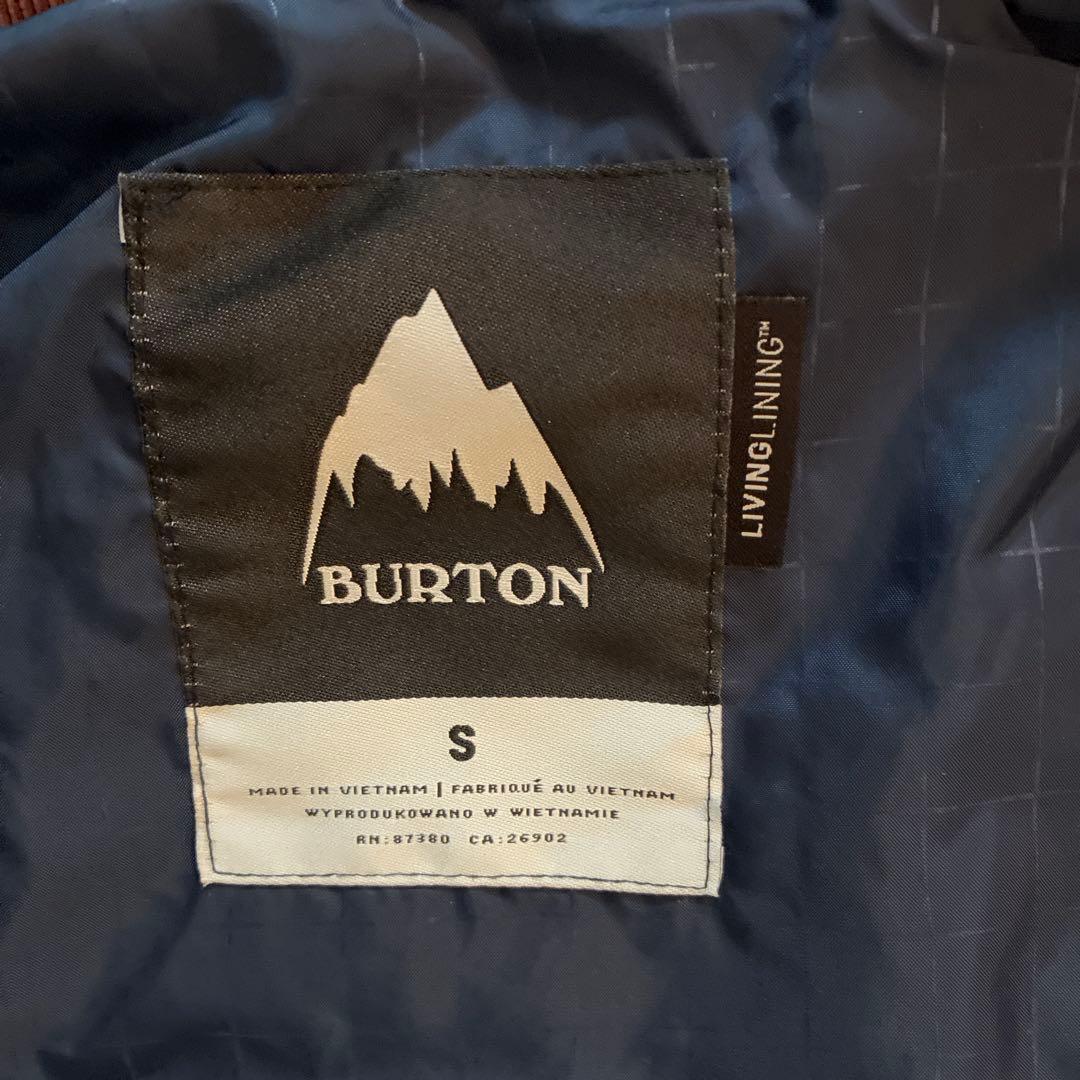 BURTON
LIVINGLINING™
S
MADE IN VIETNAM | FABRIQUÉ AU VIETNAM
WYPRODUKOWANO W WIETNAMIE
RN:87380 CA:26902